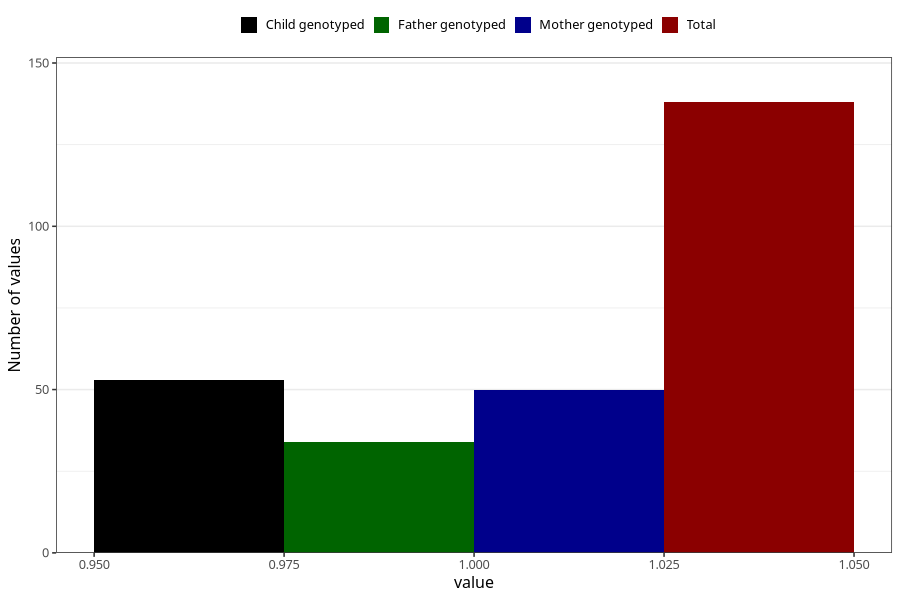 Child genotyped Father genotyped Mother genotyped Total
150
100
50
0
Number of values
0.950 0.975 1.000 1.025 1.050
value